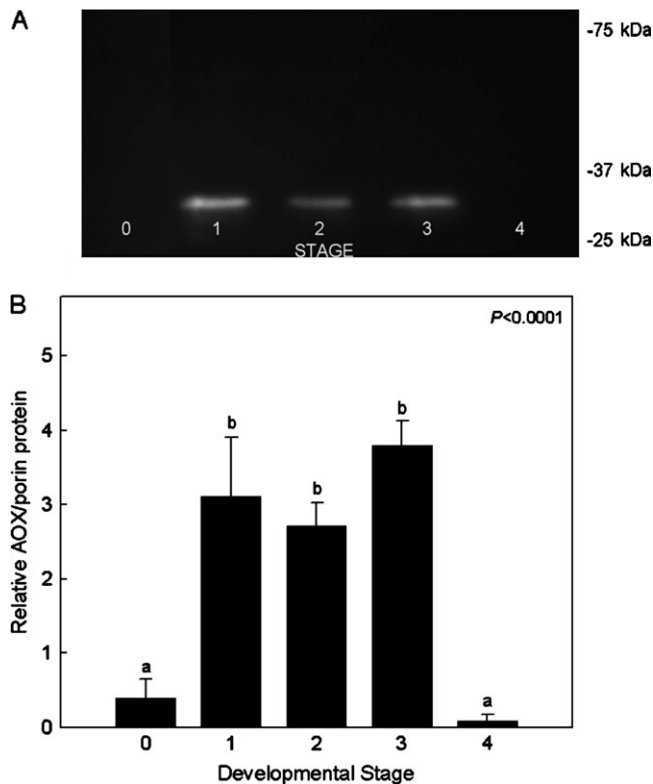 A
-75 kDa
-37 kDa
0 1 2 3 4
STAGE
-25 kDa
B
P<0.0001
Relative AOX/porin protein
5
4
3
2
1
0
a
b
b
b
a
0 1 2 3 4
Developmental Stage